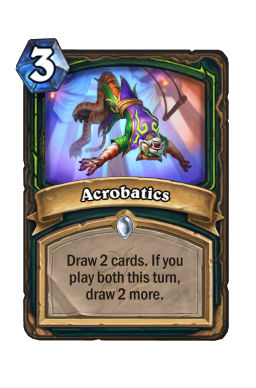 3
Acrobatics
Draw 2 cards. If you
play both this turn,
draw 2 more.